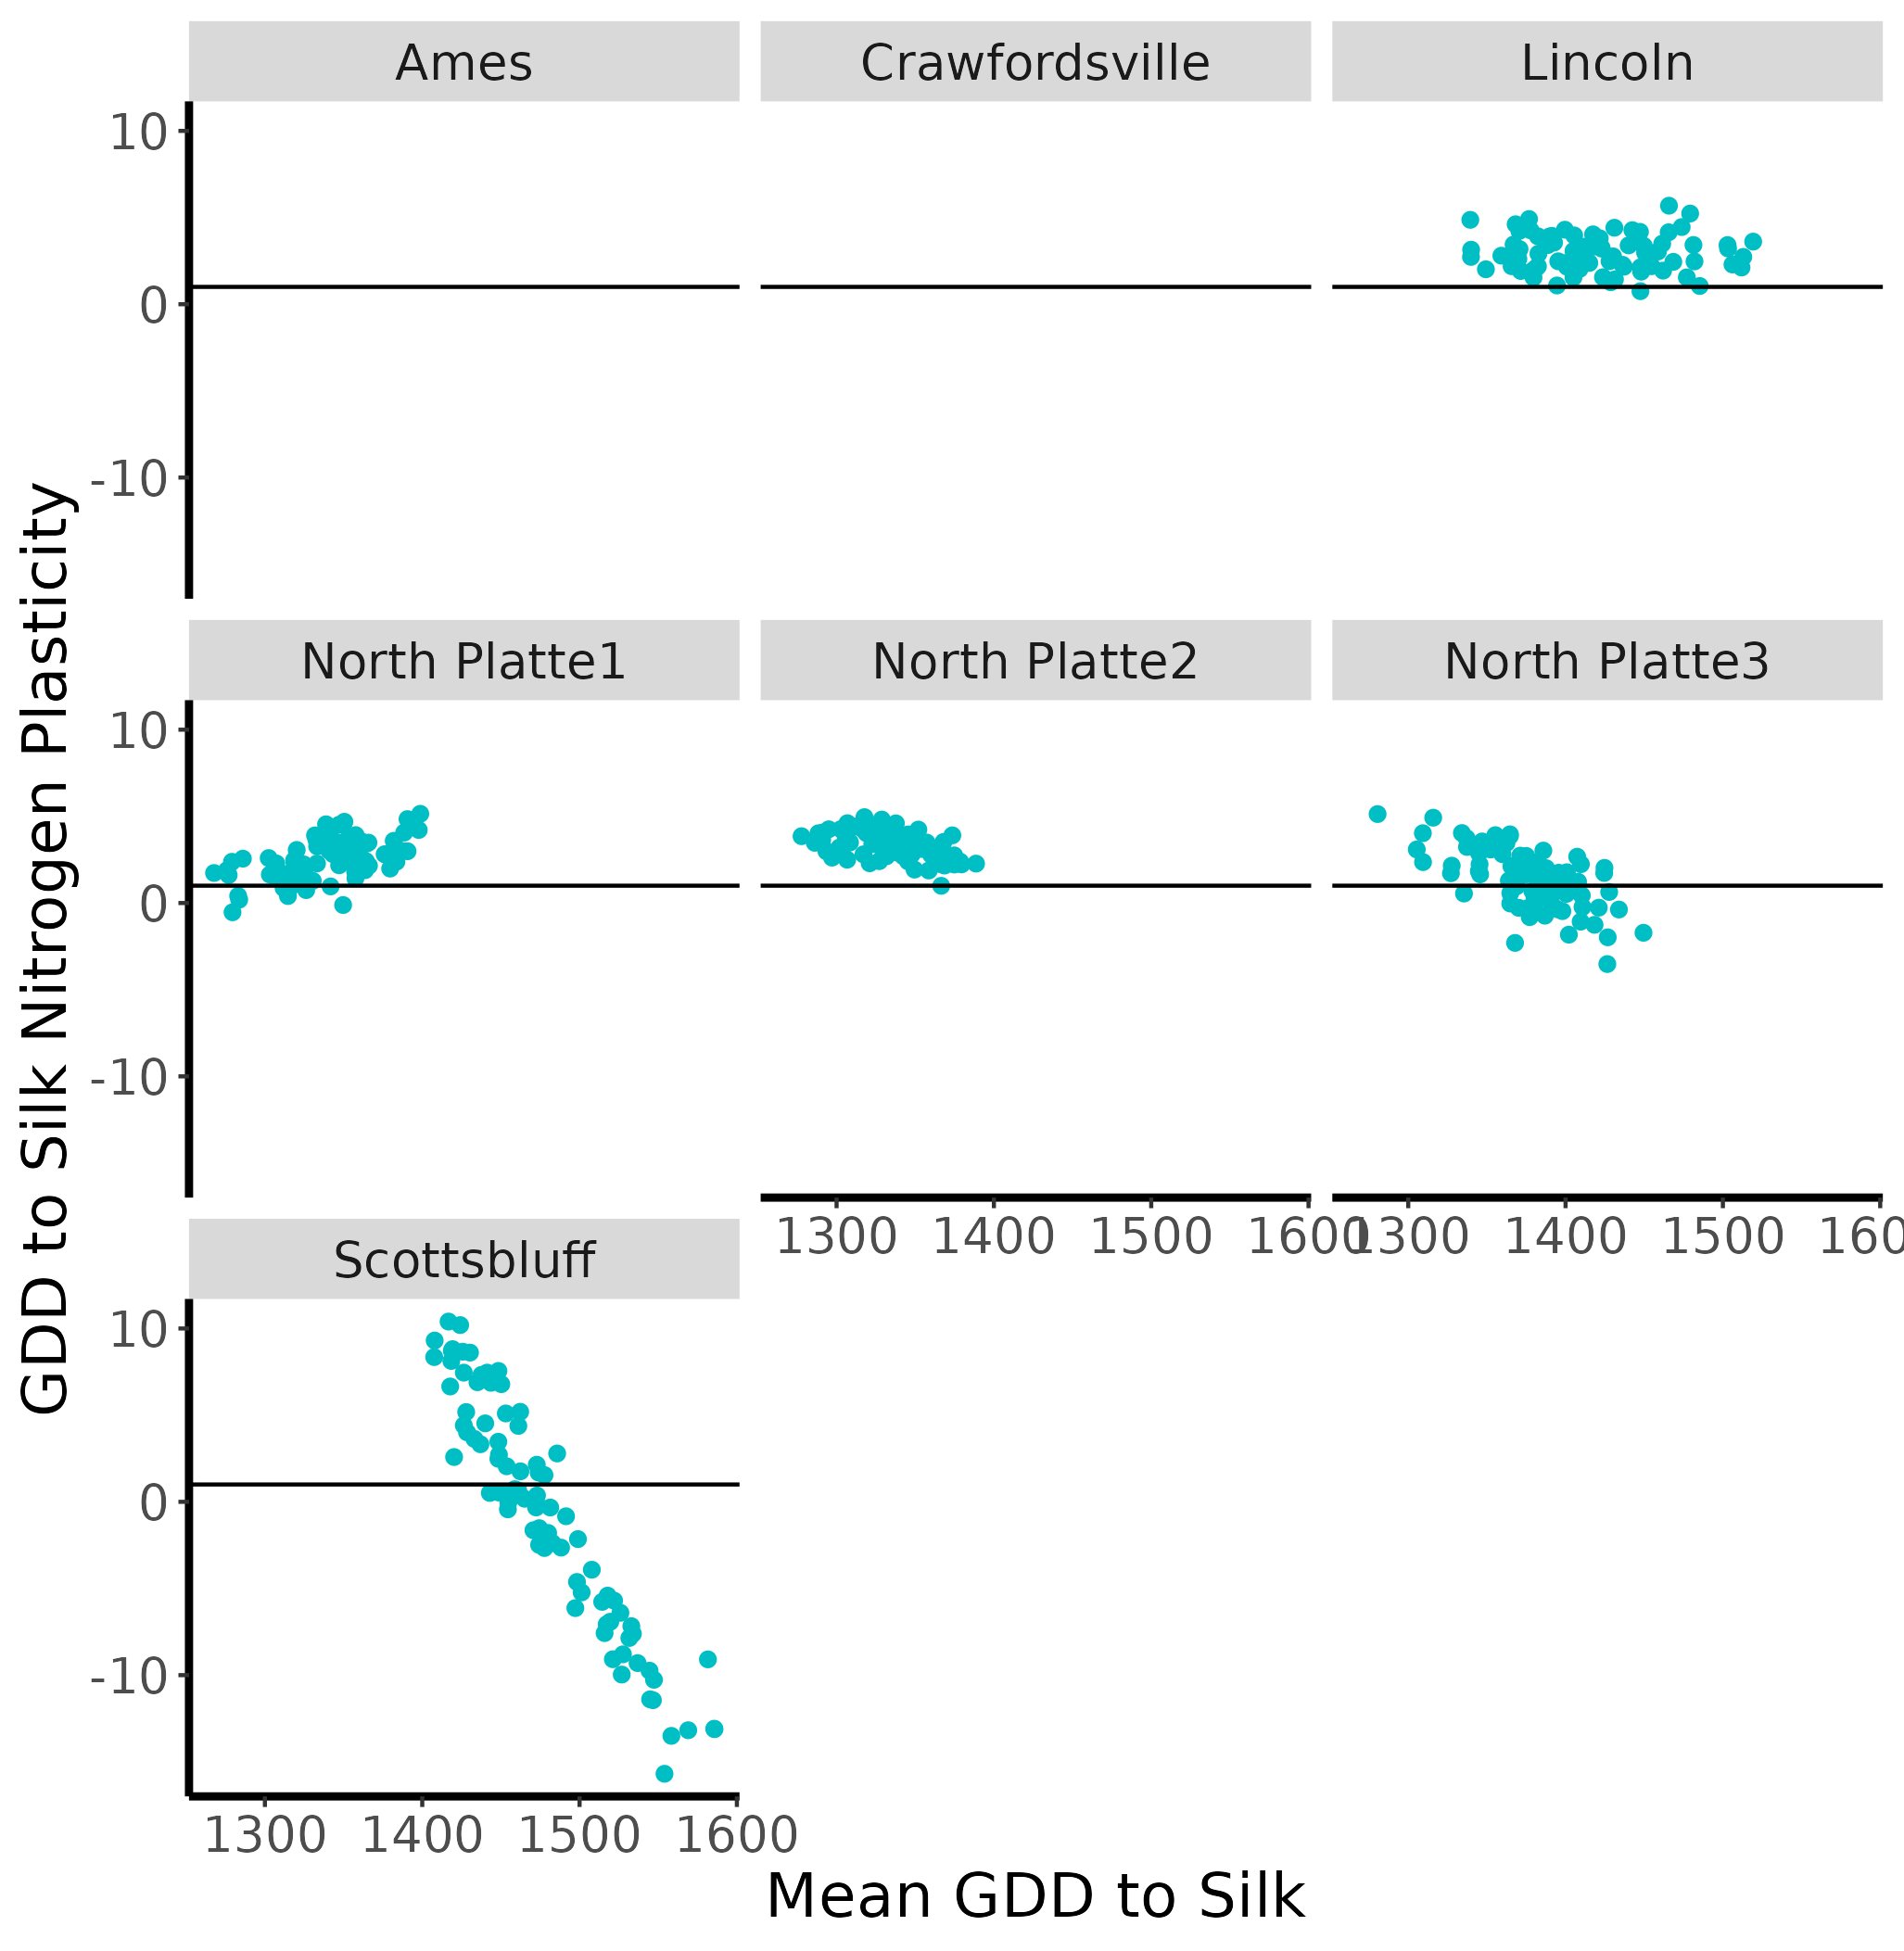 Ames
Crawfordsville
Lincoln
10
0
-10
North Platte1
North Platte2
North Platte3
10
0
-10
1300 1400 1500 1600
1300 1400 1500 160
Scottsbluff
10
0
-10
1300 1400 1500 1600
Mean GDD to Silk
GDD to Silk Nitrogen Plasticity